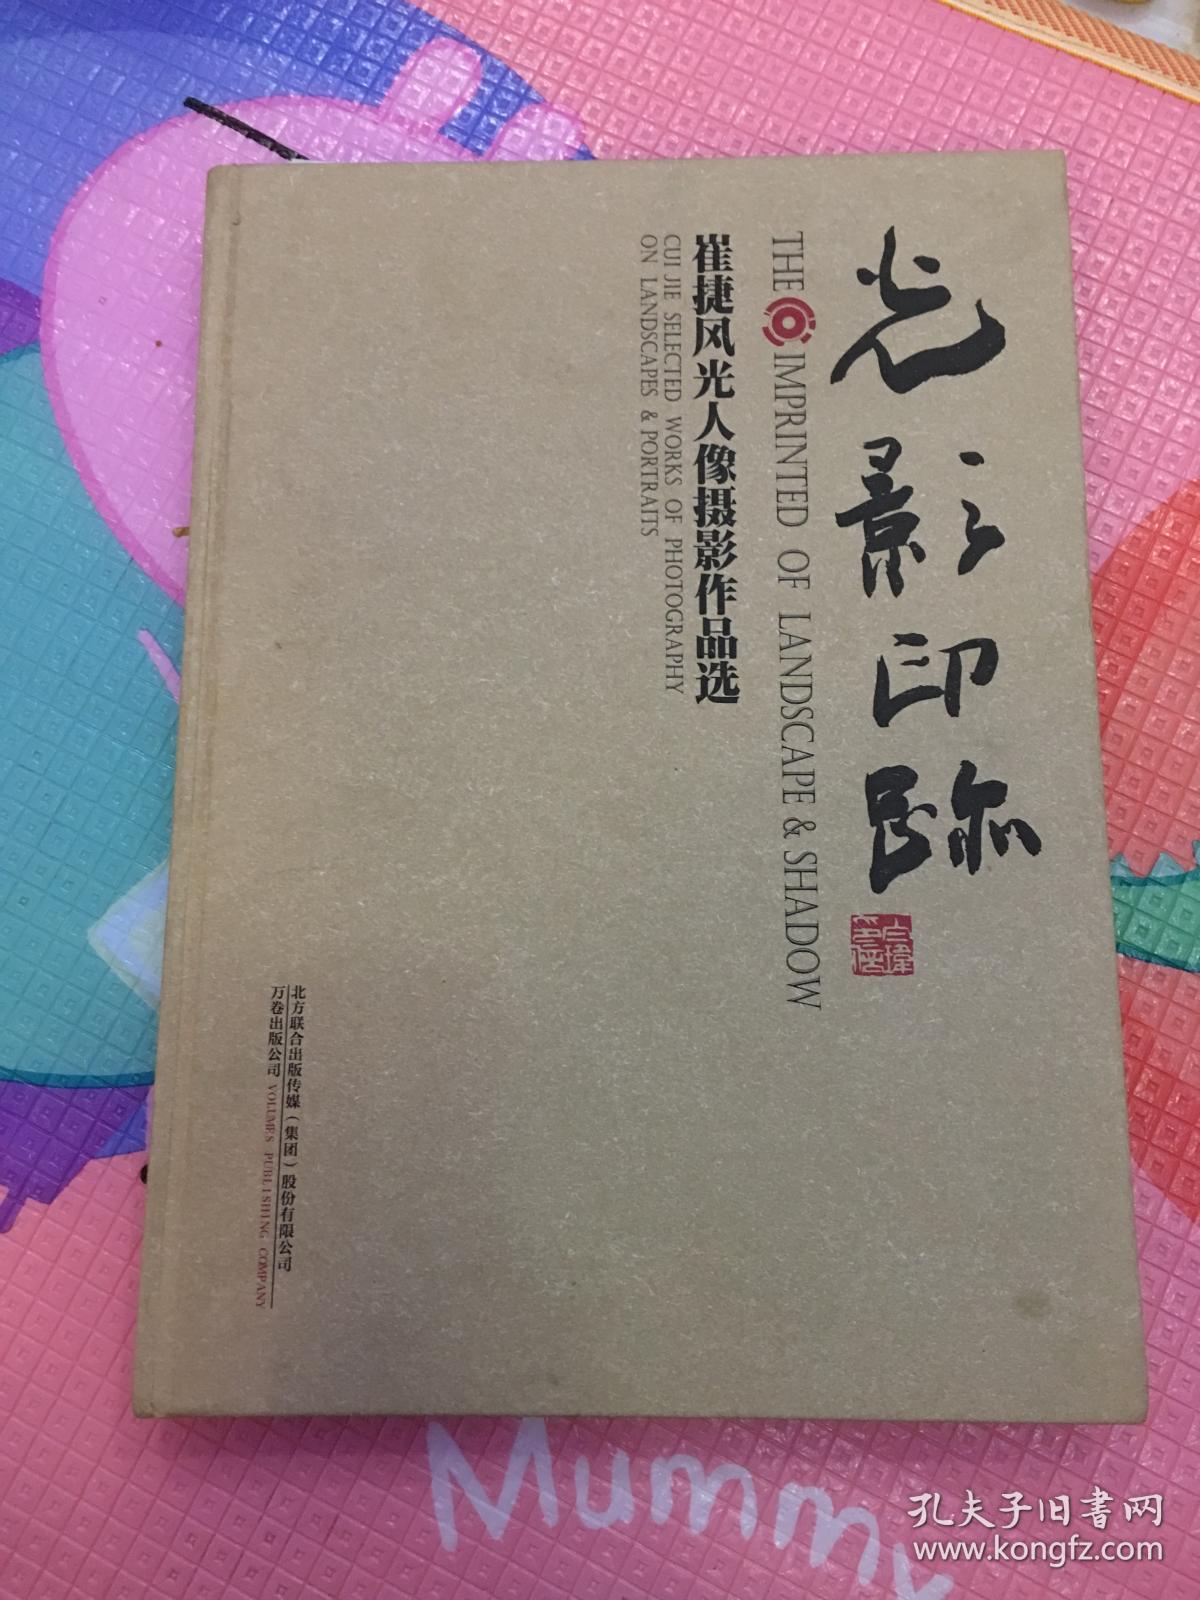 光影印跡
THE IMPRINTED OF LANDSCAPE & SHADOW
崔捷风光人像摄影作品选
CUI JIE SELECTED WORKS OF PHOTOGRAPHY
ON LANDSCAPES & PORTRAITS
北方联合出版传媒（集团）股份有限公司
万卷出版公司 VOLUMES PUBLISHING COMPANY
Mummy
孔夫子旧书网
www.kongfz.com